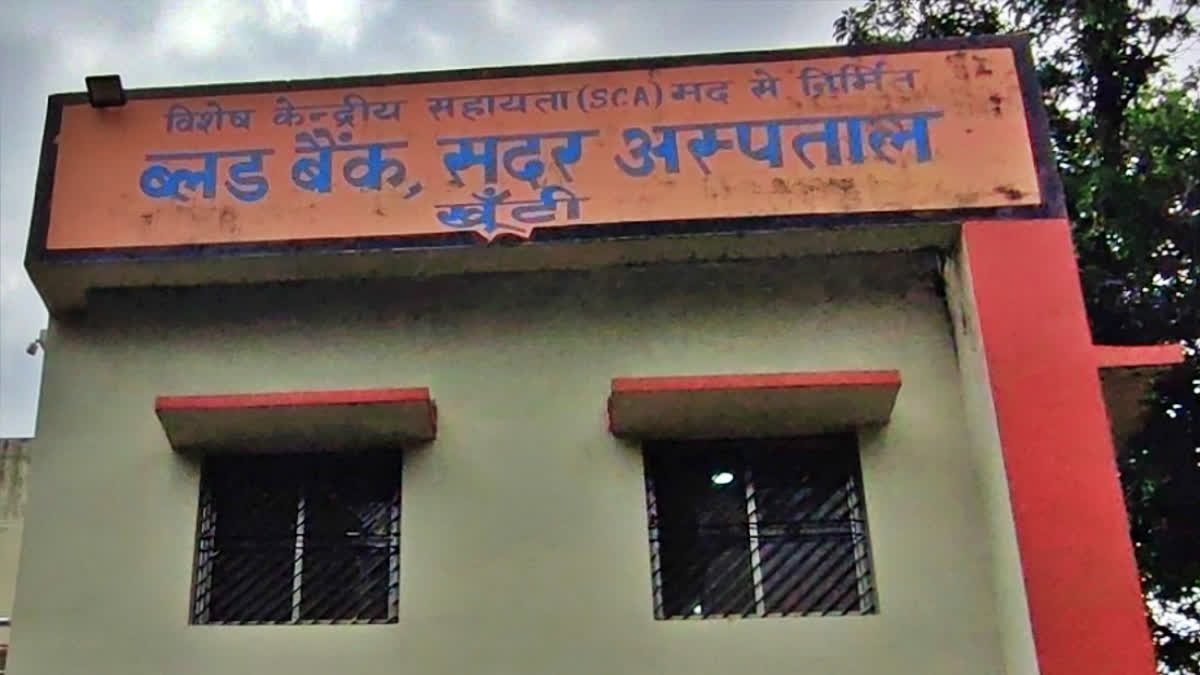 विशेष केन्द्रीय सहायता (SCA) मद से निर्मित
ब्लड बैंक, सदर अस्पताल
खूँटी